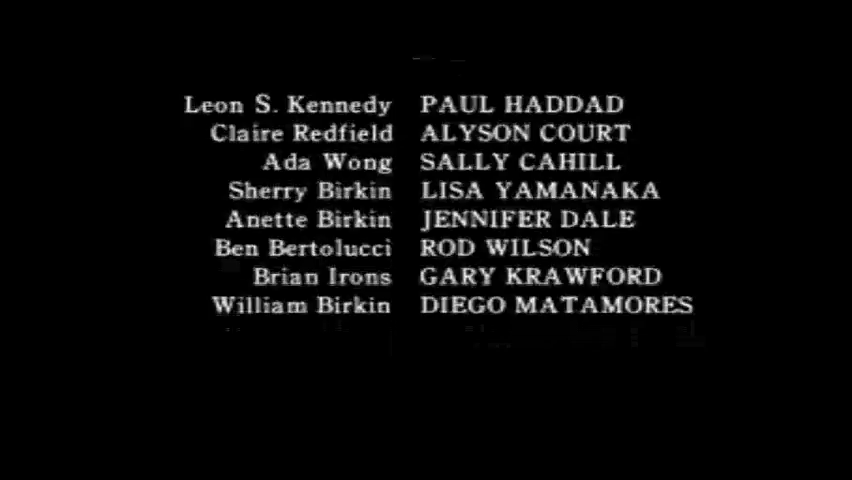 Leon S. Kennedy PAUL HADDAD
Claire Redfield ALYSON COURT
Ada Wong SALLY CAHILL
Sherry Birkin LISA YAMANAKA
Anette Birkin JENNIFER DALE
Ben Bertolucci ROD WILSON
Brian Irons GARY KRAWFORD
William Birkin DIEGO MATAMORES